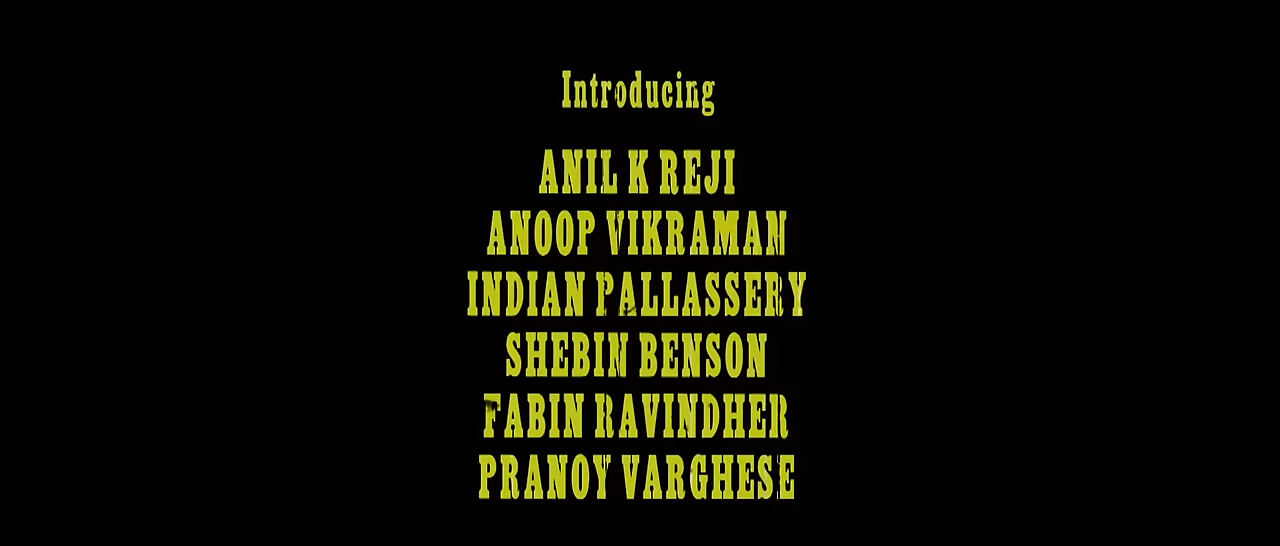 Introducing
ANIL K REJI
ANOOP VIKRAMAN
INDIAN PALLASSERY
SHEBIN BENSON
FABIN RAVINDHER
PRANOY VARGHESE